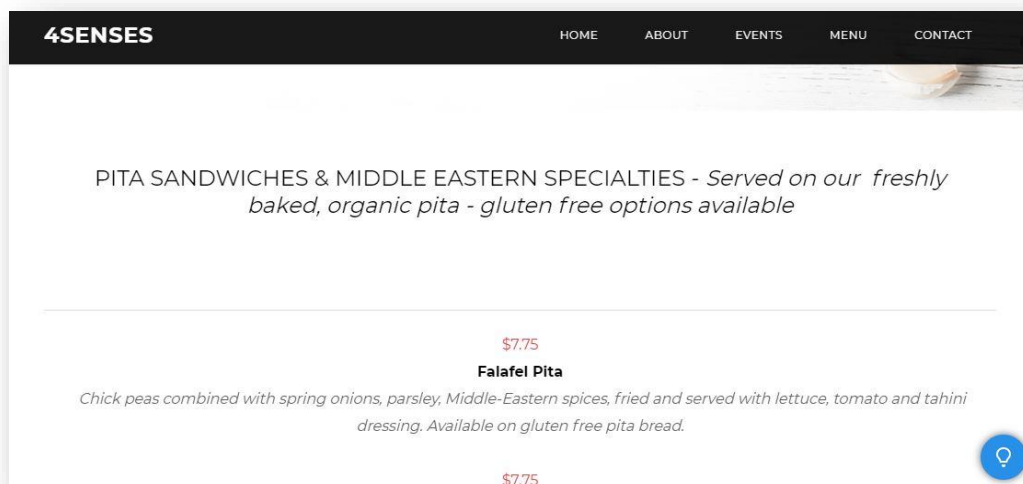 4SENSES
HOME ABOUT EVENTS MENU CONTACT
PITA SANDWICHES & MIDDLE EASTERN SPECIALTIES - Served on our freshly
baked, organic pita - gluten free options available
$7.75
Falafel Pita
Chick peas combined with spring onions, parsley, Middle-Eastern spices, fried and served with lettuce, tomato and tahini
dressing. Available on gluten free pita bread.
$7.75